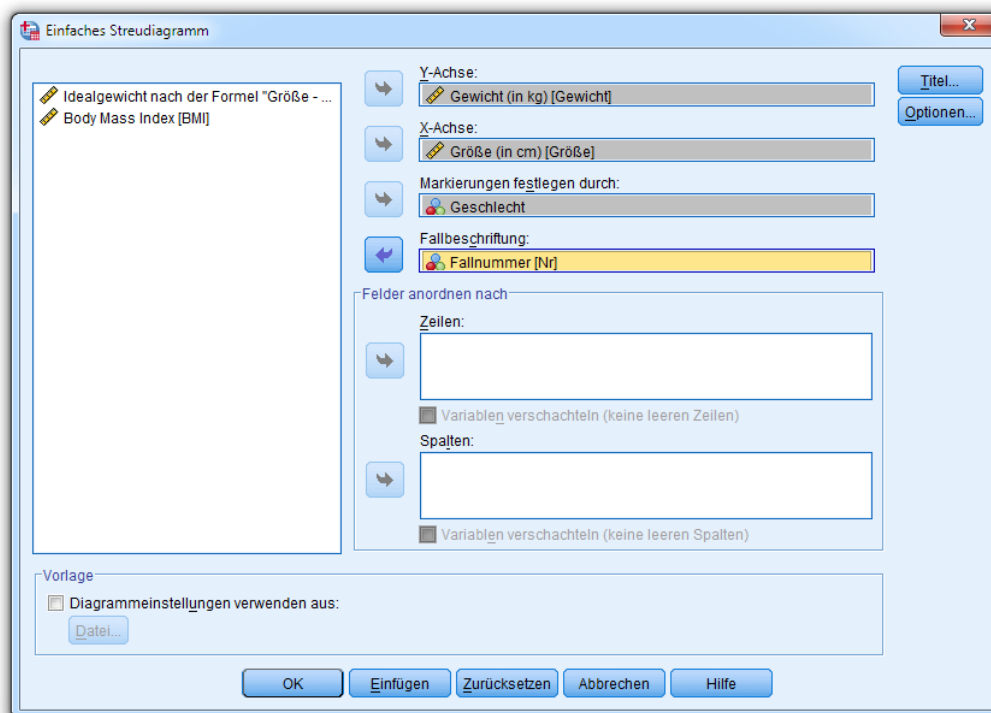 Einfaches Streudiagramm
Idealgewicht nach der Formel "Größe - ...
Body Mass Index [BMI]
Y-Achse:
Gewicht (in kg) [Gewicht]
X-Achse:
Größe (in cm) [Größe]
Markierungen festlegen durch:
Geschlecht
Fallbeschriftung:
Fallnummer [Nr]
Titel...
Optionen...
Felder anordnen nach
Zeilen:
Variablen verschachteln (keine leeren Zeilen)
Spalten:
Variablen verschachteln (keine leeren Spalten)
Vorlage
Diagrammeinstellungen verwenden aus:
Datei...
OK Einfügen Zurücksetzen Abbrechen Hilfe